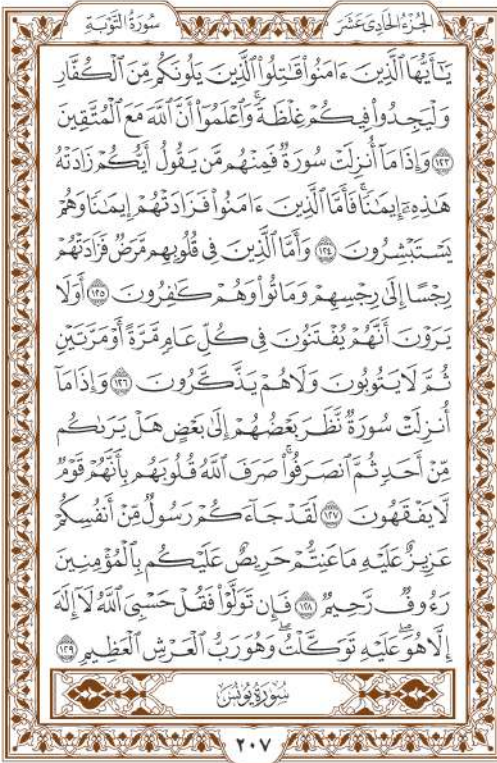 الجزء الحادي عشر سورة التوبة
يَٰٓأَيُّهَا ٱلَّذِينَ ءَامَنُوا۟ قَٰتِلُوا۟ ٱلَّذِينَ يَلُونَكُم مِّنَ ٱلْكُفَّارِ
وَلْيَجِدُوا۟ فِيكُمْ غِلْظَةً ۚ وَٱعْلَمُوٓا۟ أَنَّ ٱللَّهَ مَعَ ٱلْمُتَّقِينَ
١٢٣ وَإِذَا مَآ أُنزِلَتْ سُورَةٌ فَمِنْهُم مَّن يَقُولُ أَيُّكُمْ زَادَتْهُ
هَٰذِهِۦٓ إِيمَٰنًا ۚ فَأَمَّا ٱلَّذِينَ ءَامَنُوا۟ فَزَادَتْهُمْ إِيمَٰنًا وَهُمْ
يَسْتَبْشِرُونَ ١٢٤ وَأَمَّا ٱلَّذِينَ فِى قُلُوبِهِم مَّرَضٌ فَزَادَتْهُمْ
رِجْسًا إِلَىٰ رِجْسِهِمْ وَمَاتُوا۟ وَهُمْ كَٰفِرُونَ ١٢٥ أَوَلَا
يَرَوْنَ أَنَّهُمْ يُفْتَنُونَ فِى كُلِّ عَامٍ مَّرَّةً أَوْ مَرَّتَيْنِ
ثُمَّ لَا يَتُوبُونَ وَلَا هُمْ يَذَّكَّرُونَ ١٢٦ وَإِذَا مَآ
أُنزِلَتْ سُورَةٌ نَّظَرَ بَعْضُهُمْ إِلَىٰ بَعْضٍ هَلْ يَرَىٰكُم
مِّنْ أَحَدٍ ثُمَّ ٱنصَرَفُوا۟ ۚ صَرَفَ ٱللَّهُ قُلُوبَهُم بِأَنَّهُمْ قَوْمٌ
لَّا يَفْقَهُونَ ١٢٧ لَقَدْ جَآءَكُمْ رَسُولٌ مِّنْ أَنفُسِكُمْ
عَزِيزٌ عَلَيْهِ مَا عَنِتُّمْ حَرِيصٌ عَلَيْكُم بِٱلْمُؤْمِنِينَ
رَءُوفٌ رَّحِيمٌ ١٢٨ فَإِن تَوَلَّوْا۟ فَقُلْ حَسْبِىَ ٱللَّهُ لَآ إِلَٰهَ
إِلَّا هُوَ ۖ عَلَيْهِ تَوَكَّلْتُ ۖ وَهُوَ رَبُّ ٱلْعَرْشِ ٱلْعَظِيمِ ١٢٩
سُورَةُ يُونُسَ
٢٠٧